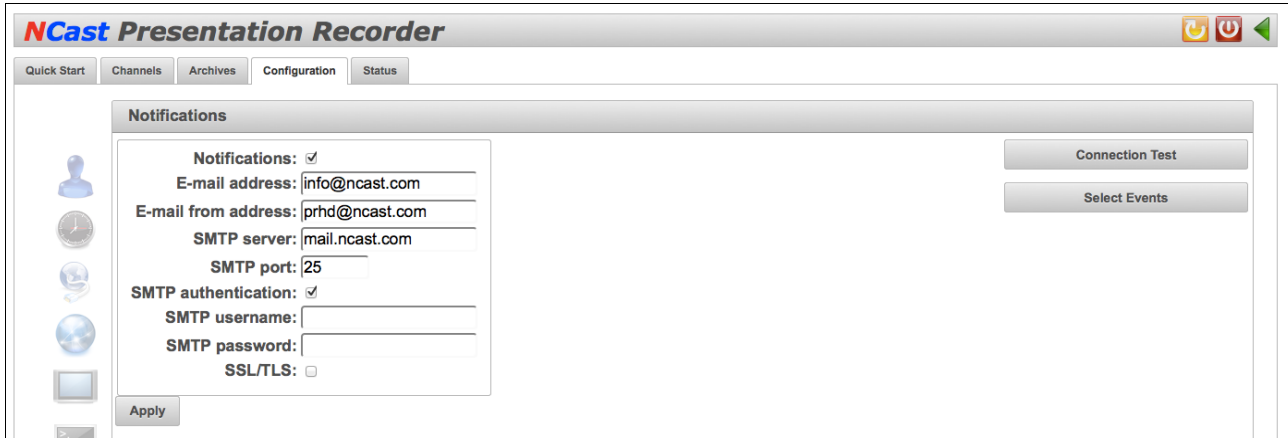 NCast Presentation Recorder
Quick Start Channels Archives Configuration Status
Notifications
Notifications:
E-mail address: info@ncast.com
E-mail from address: prhd@ncast.com
SMTP server: mail.ncast.com
SMTP port: 25
SMTP authentication:
SMTP username:
SMTP password:
SSL/TLS:
Apply
Connection Test
Select Events